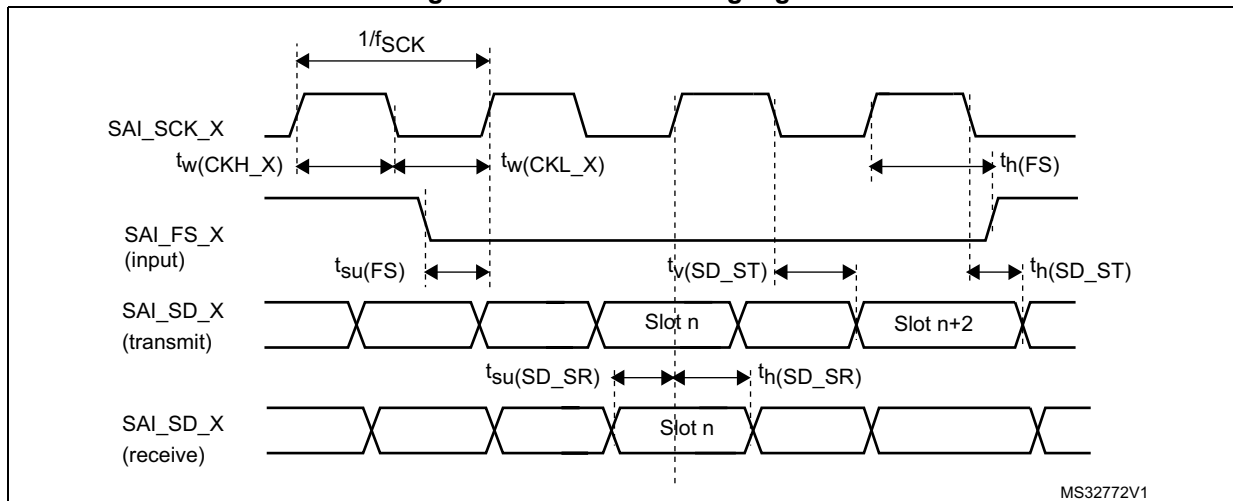 1/fSCK
SAI_SCK_X
tw(CKH_X)
tw(CKL_X)
th(FS)
SAI_FS_X
(input)
tsu(FS)
tv(SD_ST)
th(SD_ST)
SAI_SD_X
(transmit)
Slot n
Slot n+2
tsu(SD_SR)
th(SD_SR)
SAI_SD_X
(receive)
Slot n
MS32772V1